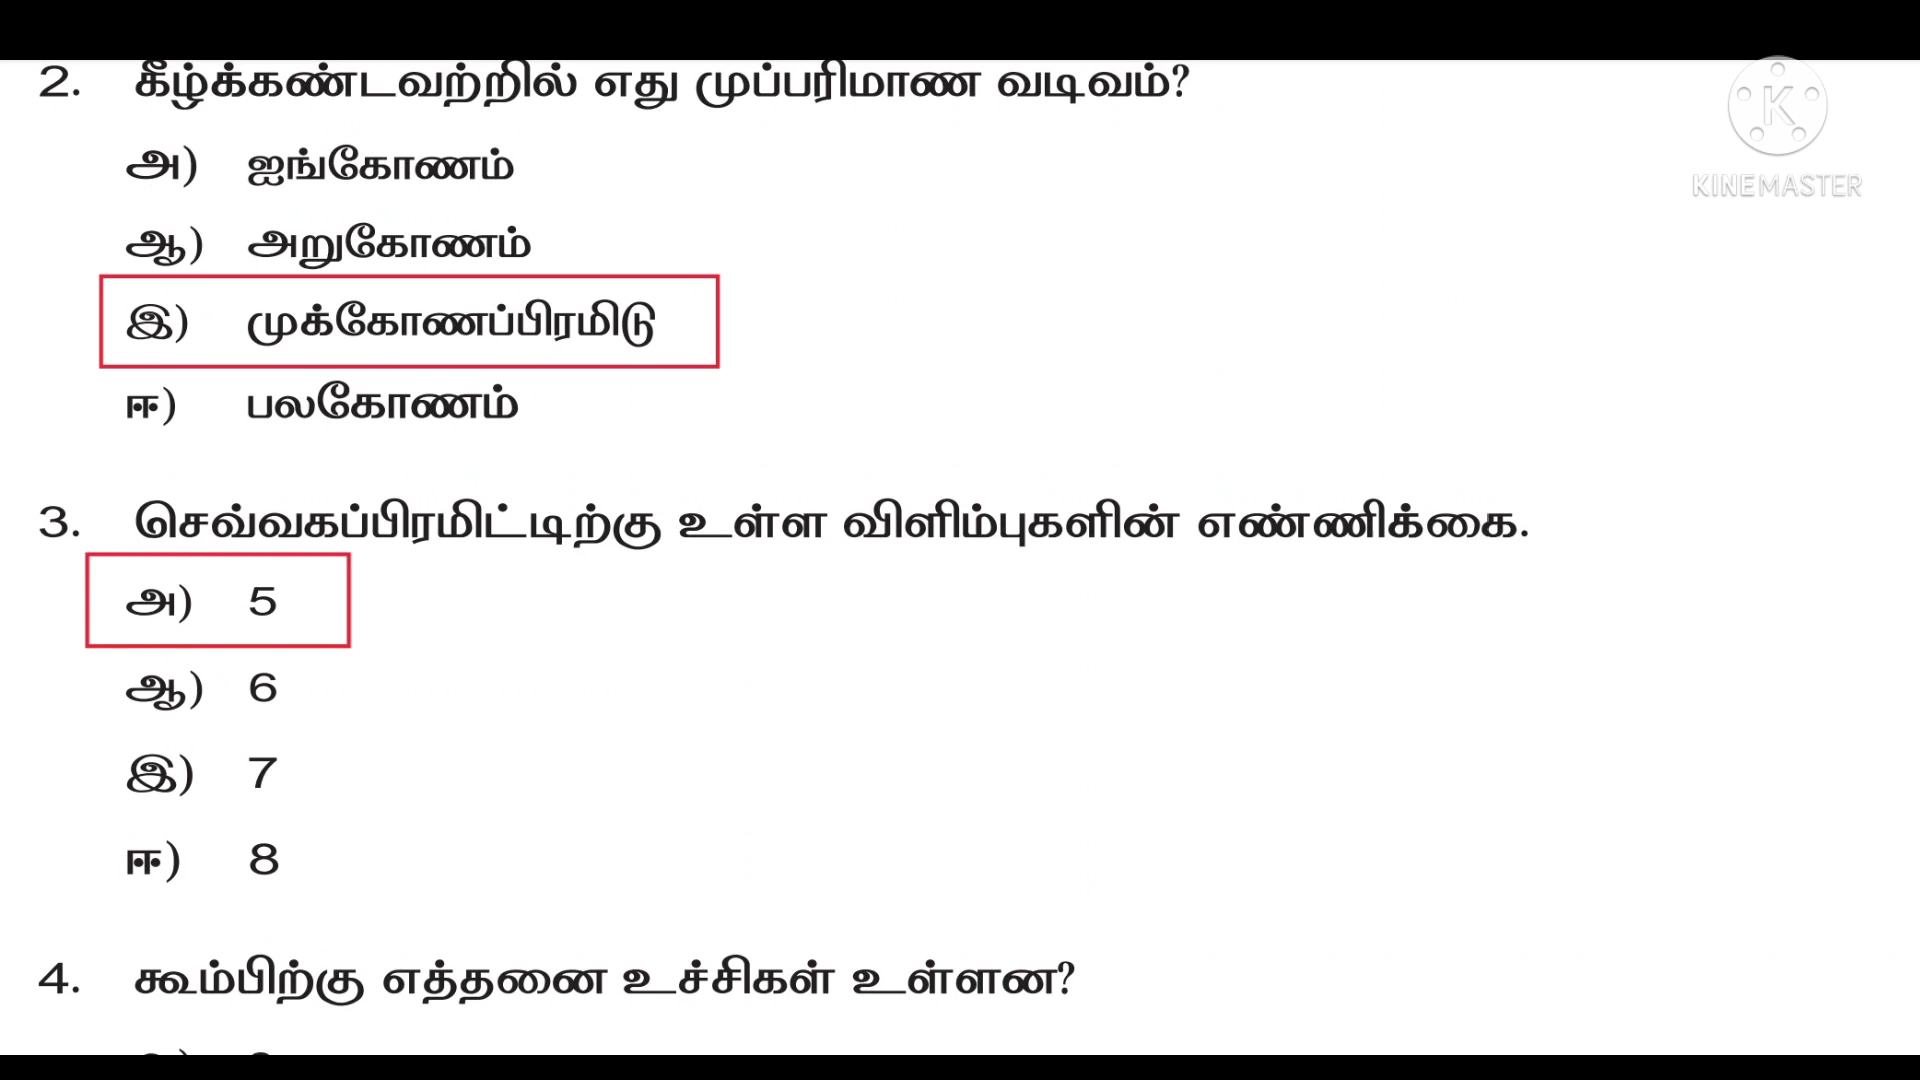 2. கீழ்க்கண்டவற்றில் எது முப்பரிமாண வடிவம்?
அ) ஐங்கோணம்
ஆ) அறுகோணம்
இ) முக்கோணப்பிரமிடு
ஈ) பலகோணம்
3. செவ்வகப்பிரமிட்டிற்கு உள்ள விளிம்புகளின் எண்ணிக்கை.
அ) 5
ஆ) 6
இ) 7
ஈ) 8
4. கூம்பிற்கு எத்தனை உச்சிகள் உள்ளன?
K
KINEMASTER